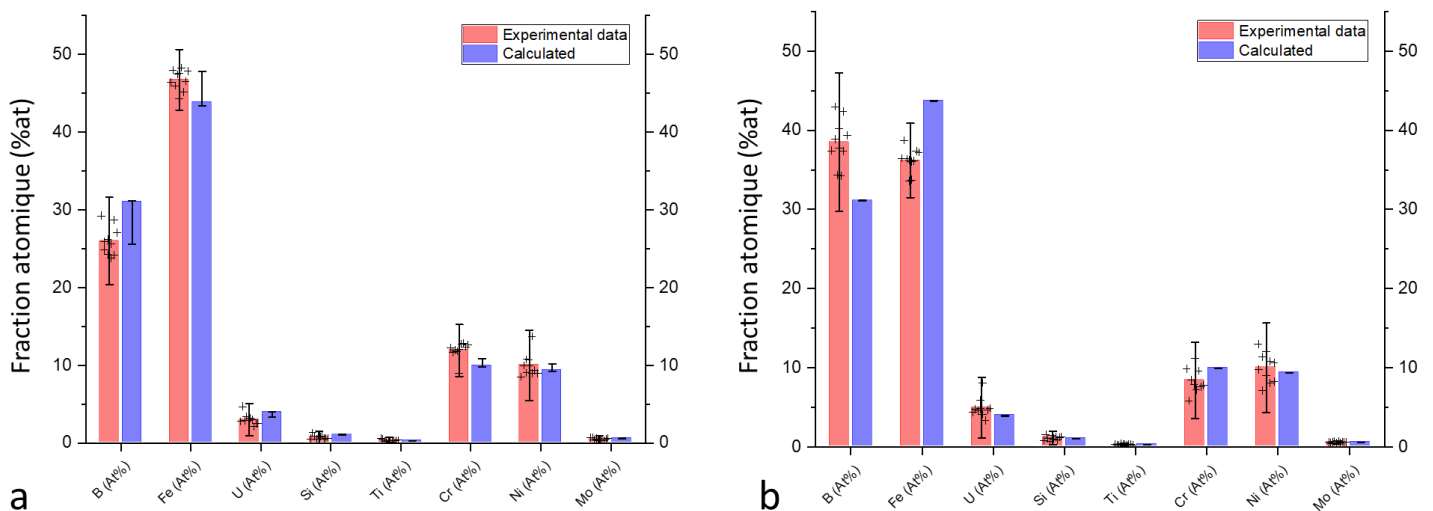 Experimental data
Calculated
Fraction atomique (%at)
50
40
30
20
10
0
50
40
30
20
10
0
B (At%)
Fe (At%)
U (At%)
Si (At%)
Ti (At%)
Cr (At%)
Ni (At%)
Mo (At%)
a
Experimental data
Calculated
Fraction atomique (%at)
50
40
30
20
10
0
50
40
30
20
10
0
B (At%)
Fe (At%)
U (At%)
Si (At%)
Ti (At%)
Cr (At%)
Ni (At%)
Mo (At%)
b